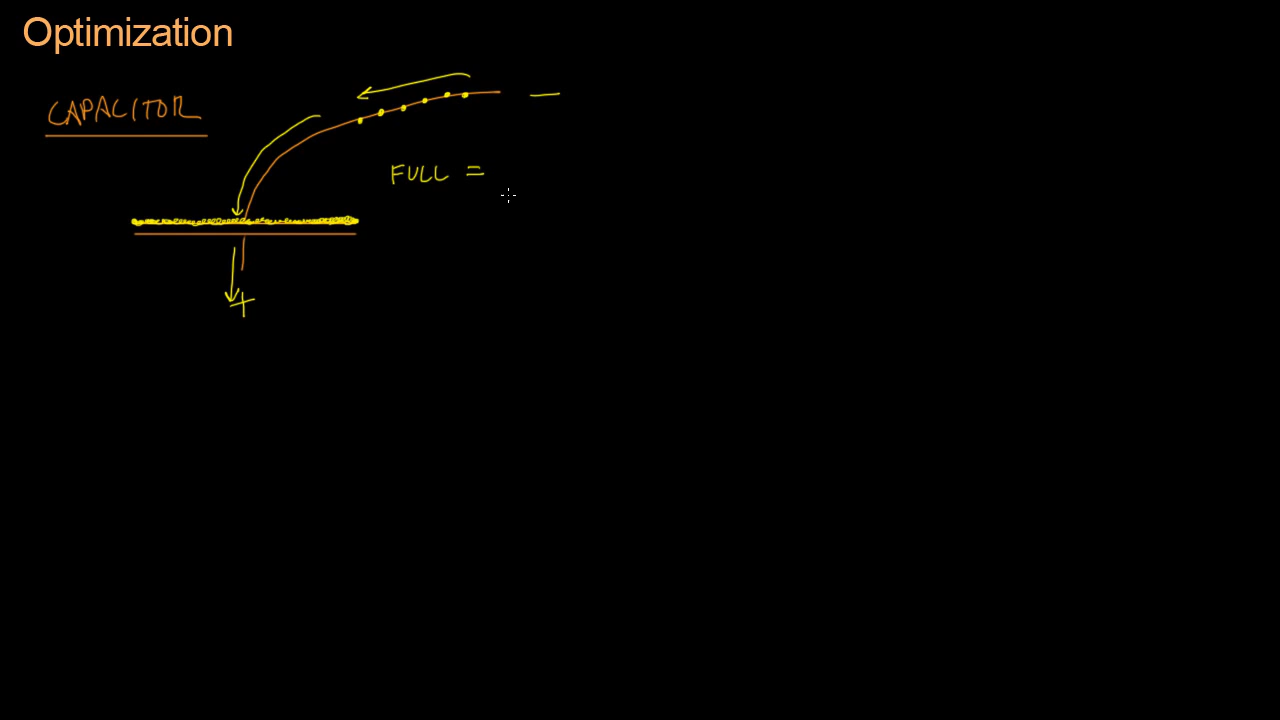 Optimization
CAPACITOR
—
FULL =
+